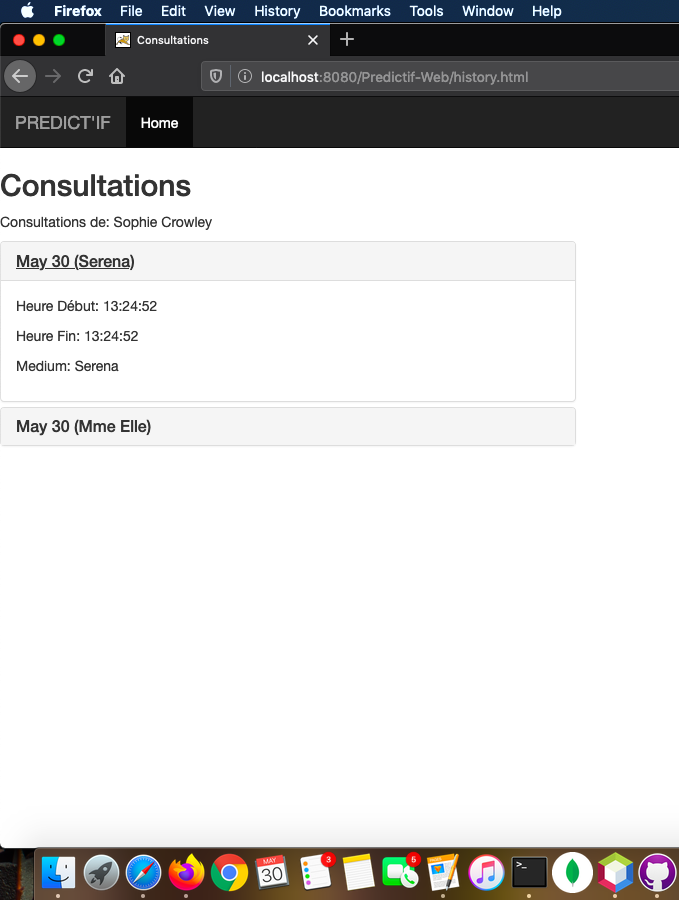 Firefox File Edit View History Bookmarks Tools Window Help
Consultations
localhost:8080/Predictif-Web/history.html
PREDICT'IF Home
Consultations
Consultations de: Sophie Crowley
May 30 (Serena)
Heure Début: 13:24:52
Heure Fin: 13:24:52
Medium: Serena
May 30 (Mme Elle)
MAY
30
3
5
>_